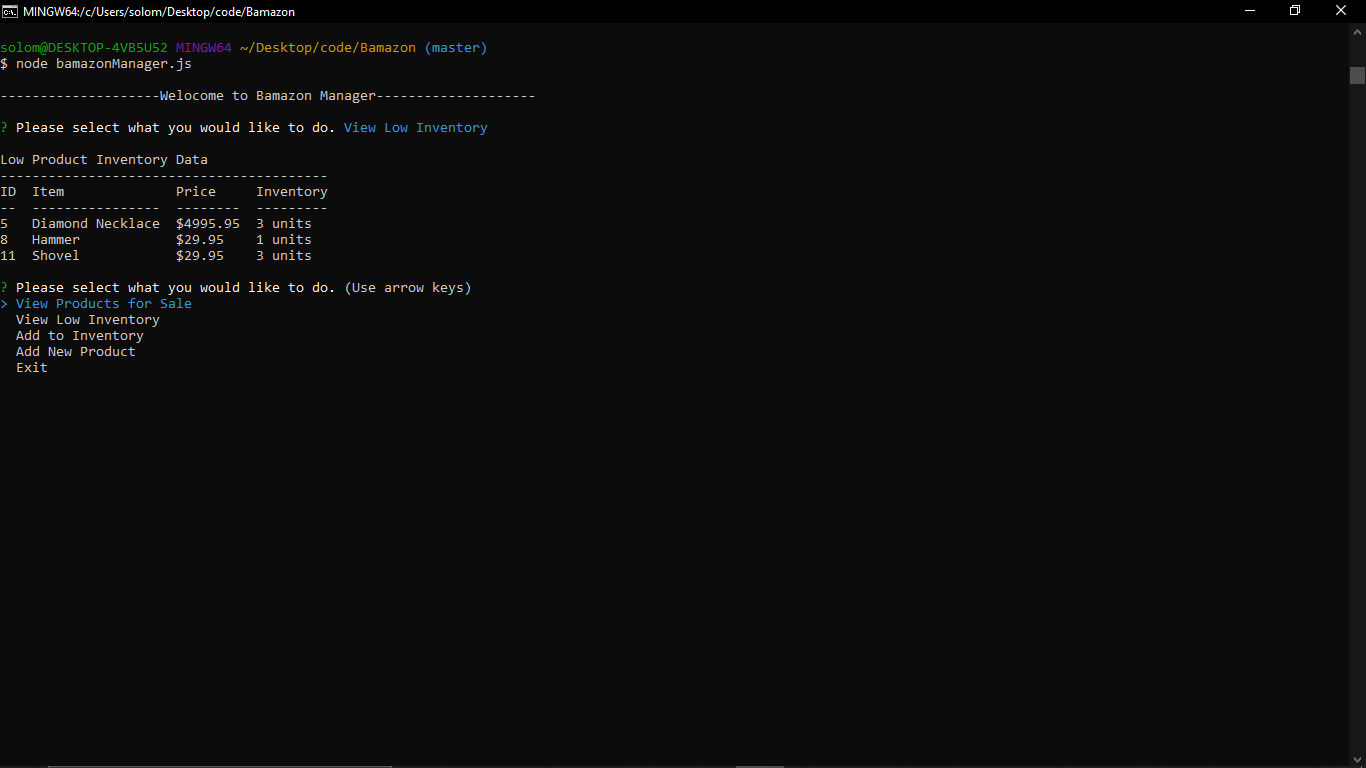 MINGW64:/c/Users/solom/Desktop/code/Bamazon
solom@DESKTOP-4VB5U52 MINGW64 ~/Desktop/code/Bamazon (master)
$ node bamazonManager.js
--------------------Welocome to Bamazon Manager--------------------
? Please select what you would like to do. View Low Inventory
Low Product Inventory Data
-----------------------------------------
ID  Item              Price     Inventory
--  ----------------  --------  ---------
5   Diamond Necklace  $4995.95  3 units
8   Hammer            $29.95    1 units
11  Shovel            $29.95    3 units
? Please select what you would like to do. (Use arrow keys)
> View Products for Sale
  View Low Inventory
  Add to Inventory
  Add New Product
  Exit